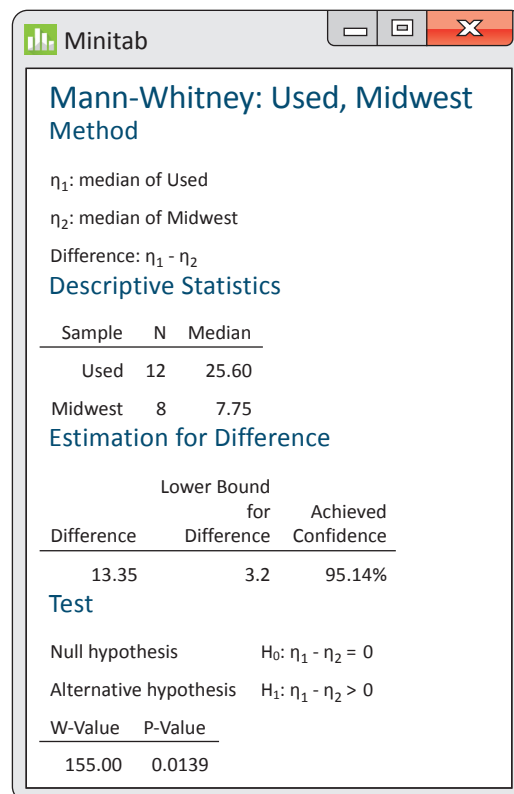 Minitab
Mann-Whitney: Used, Midwest
Method
η₁: median of Used
η₂: median of Midwest
Difference: η₁ - η₂
Descriptive Statistics
Sample N Median
Used 12 25.60
Midwest 8 7.75
Estimation for Difference
Lower Bound
for Achieved
Difference Difference Confidence
13.35 3.2 95.14%
Test
Null hypothesis H₀: η₁ - η₂ = 0
Alternative hypothesis H₁: η₁ - η₂ > 0
W-Value P-Value
155.00 0.0139